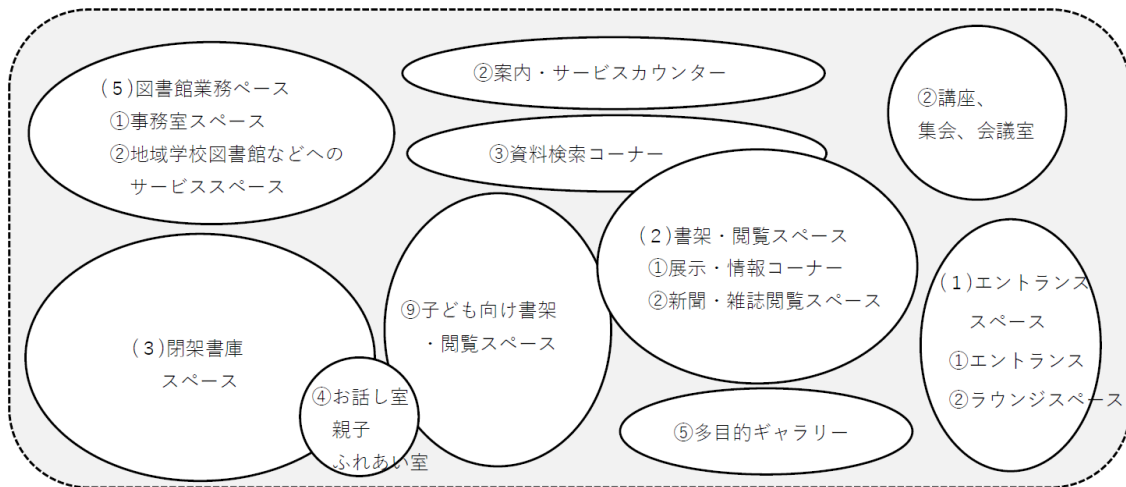 (５)図書館業務ペース
①事務室スペース
②地域学校図書館などへの
サービススペース
②案内・サービスカウンター
③資料検索コーナー
②講座、
集会、会議室
(２)書架・閲覧スペース
①展示・情報コーナー
②新聞・雑誌閲覧スペース
(１)エントランス
スペース
①エントランス
②ラウンジスペース
⑨子ども向け書架
・閲覧スペース
(３)閉架書庫
スペース
④お話し室
親子
ふれあい室
⑤多目的ギャラリー